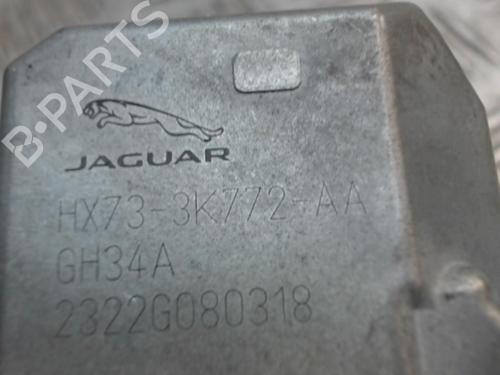 B-PARTS
JAGUAR
HX73-3K772-AA
GH34A
2322G080318